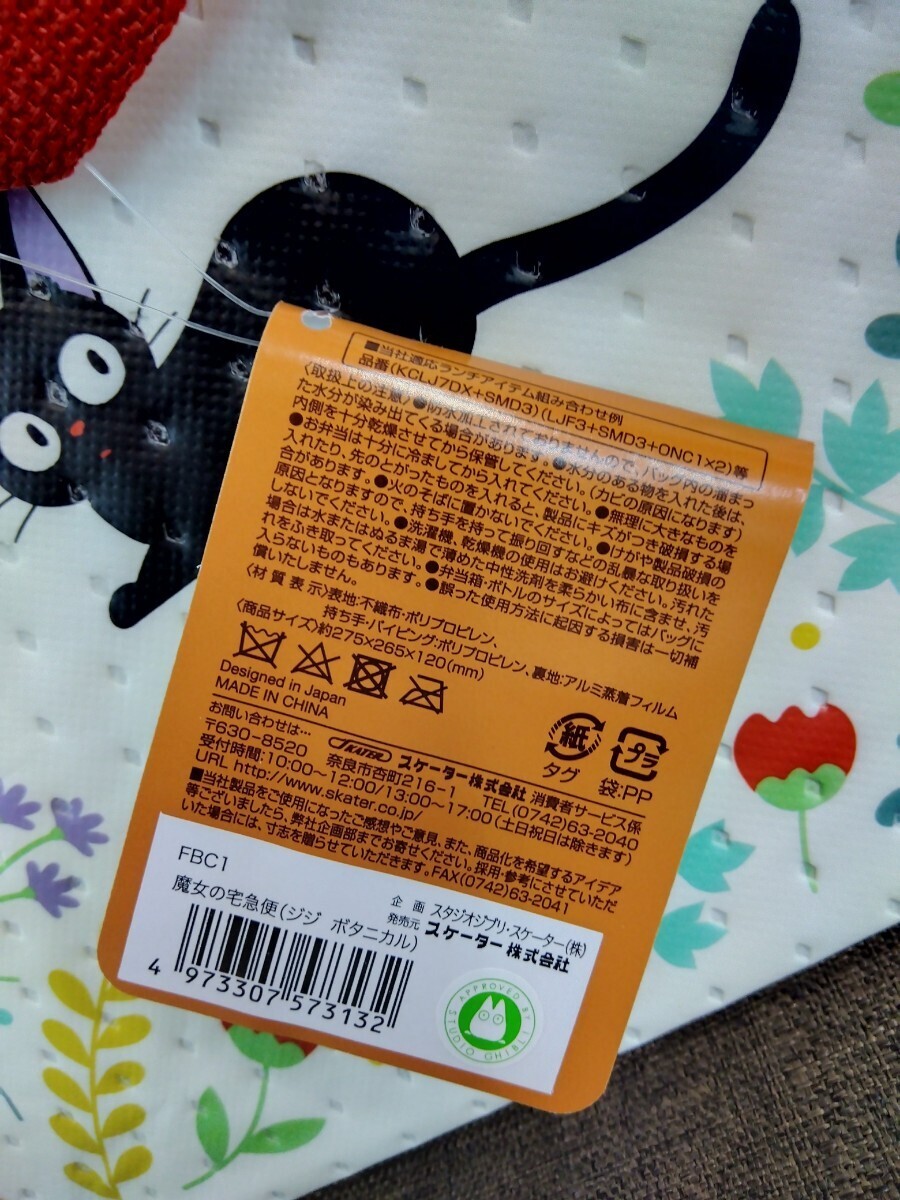 ■当社適応ランチアイテム組み合わせ例
品番(KCLJ7DX+SMD3)(LJF3+SMD3+ONC1×2)等
〈取扱上の注意〉●防水加工されておりませんので、バッグ内の溜まっ
た水分が染み出てくる場合があります。●水分のある物を入れた後は、
内側を十分乾燥させてから保管してください。(カビの原因になります)
●お弁当は十分に冷ましてから入れてください。●無理に大きなものを
入れたり、先のとがったものを入れると、製品にキズがつき破損する場
合があります。●火のそばに置かないでください。●けがや製品破損の
原因となりますので、持ち手を持って振り回すなどの乱暴な取り扱いを
しないでください。●洗濯機、乾燥機の使用はお避けください。汚れた
場合は水またはぬるま湯で薄めた中性洗剤を柔らかい布に含ませ、汚
れをふき取ってください。●弁当箱・ボトルのサイズによってはバッグに
入らないものもあります。●誤った使用方法に起因する損害は一切補
償いたしません。
〈材質表示〉表地:不織布・ポリプロピレン、
持ち手・パイピング:ポリプロピレン、裏地:アルミ蒸着フィルム
〈商品サイズ〉約275×265×120(mm)
Designed in Japan
MADE IN CHINA
紙
タグ
プラ
袋:PP
お問い合わせは…
SKATER スケーター株式会社 消費者サービス係
〒630-8520 奈良市杏町216-1 TEL(0742)63-2040
受付時間:10:00〜12:00/13:00〜17:00(土日祝日は除きます)
URL http://www.skater.co.jp/
■当社製品をご使用になったご感想やご意見、また、商品化を希望するアイデア
等ございましたら、弊社企画部までお寄せください。採用・参考にさせていただ
いた場合には、寸志を贈らせていただきます。FAX(0742)63-2041
FBC1
魔女の宅急便(ジジ ボタニカル)
企画 スタジオジブリ・スケーター(株)
発売元 スケーター株式会社
4 973307 573132
APPROVED BY
STUDIO GHIBLI